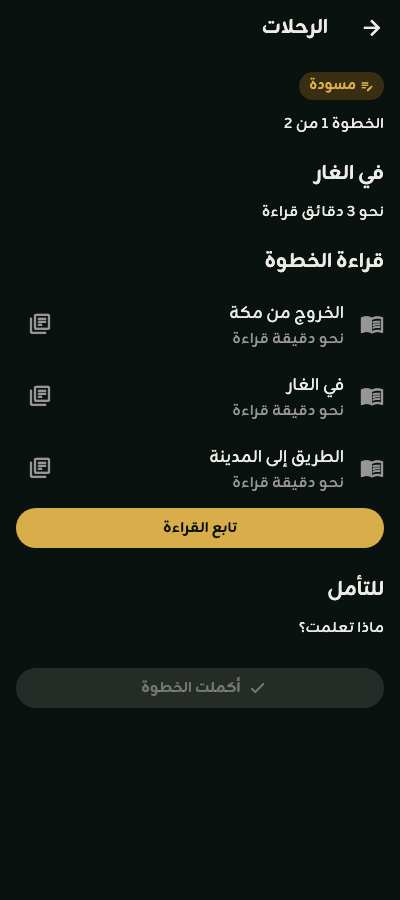 الرحلات
مسودة
الخطوة 1 من 2
في الغار
نحو 3 دقائق قراءة
قراءة الخطوة
الخروج من مكة
نحو دقيقة قراءة
في الغار
نحو دقيقة قراءة
الطريق إلى المدينة
نحو دقيقة قراءة
تابع القراءة
للتأمل
ماذا تعلمت؟
أكملت الخطوة